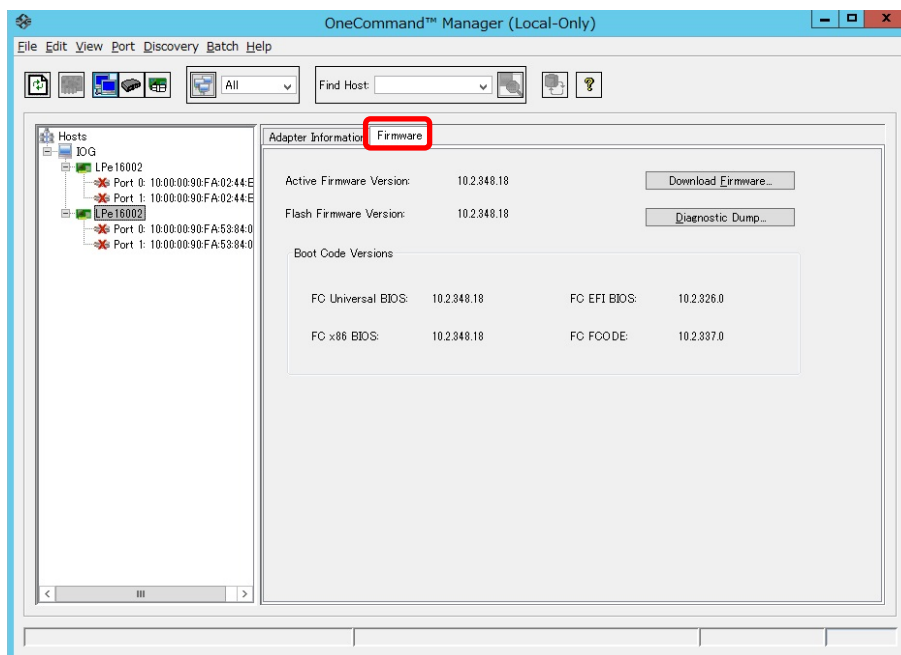 OneCommand™ Manager (Local-Only)
File Edit View Port Discovery Batch Help
All
Find Host:
Hosts
IOG
LPe16002
Port 0: 10:00:00:90:FA:02:44:E
Port 1: 10:00:00:90:FA:02:44:E
LPe16002
Port 0: 10:00:00:90:FA:53:84:0
Port 1: 10:00:00:90:FA:53:84:0
Adapter Information Firmware
Active Firmware Version: 10.2.348.18 Download Firmware...
Flash Firmware Version: 10.2.348.18 Diagnostic Dump...
Boot Code Versions
FC Universal BIOS: 10.2.348.18 FC EFI BIOS: 10.2.326.0
FC x86 BIOS: 10.2.348.18 FC FCODE: 10.2.337.0